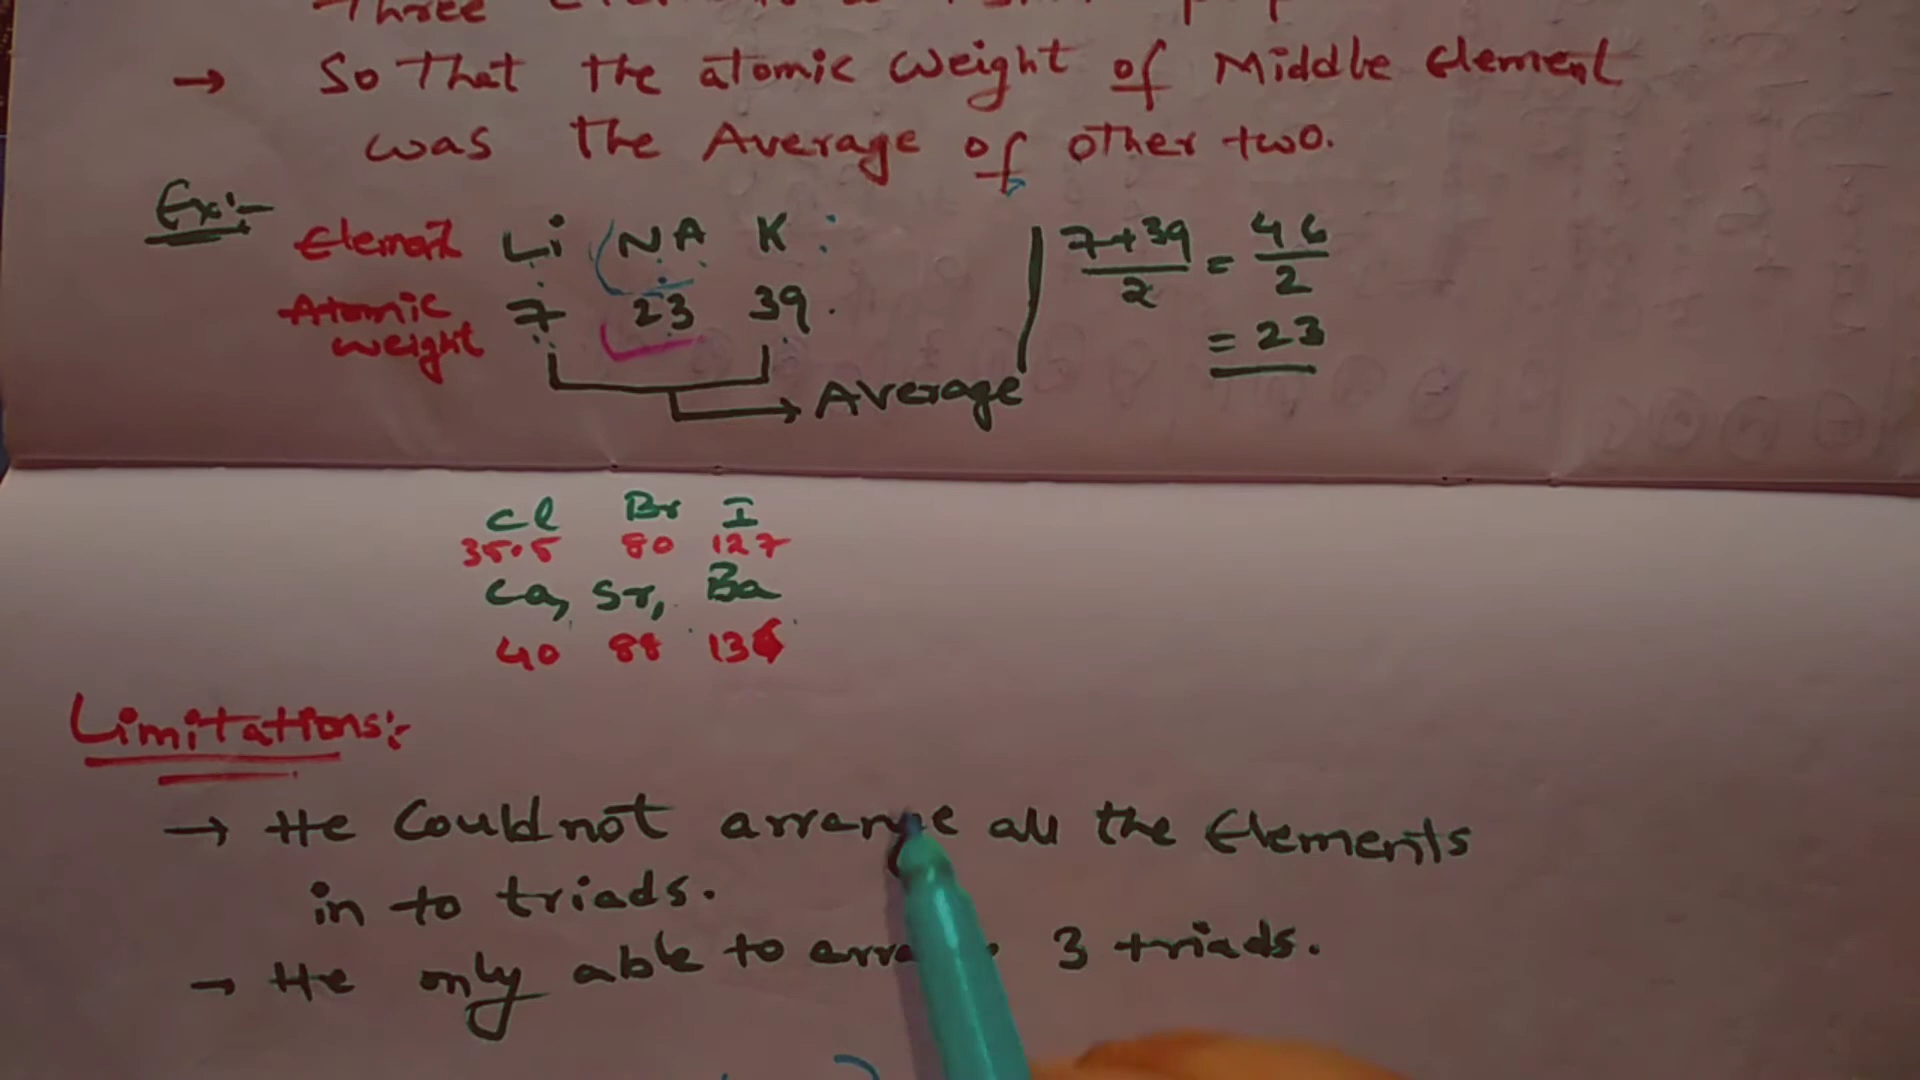 Three
→ So That the atomic weight of Middle Element
was the Average of other two.
Ex:-
Element Li NA K :
Atomic weight 7 23 39.
Average
7+39/2 = 46/2
= 23
Cl Br I
35.5 80 127
Ca, Sr, Ba
40 88 136
Limitations:-
→ He Could not arrange all the Elements
in to triads.
→ He only able to 3 triads.